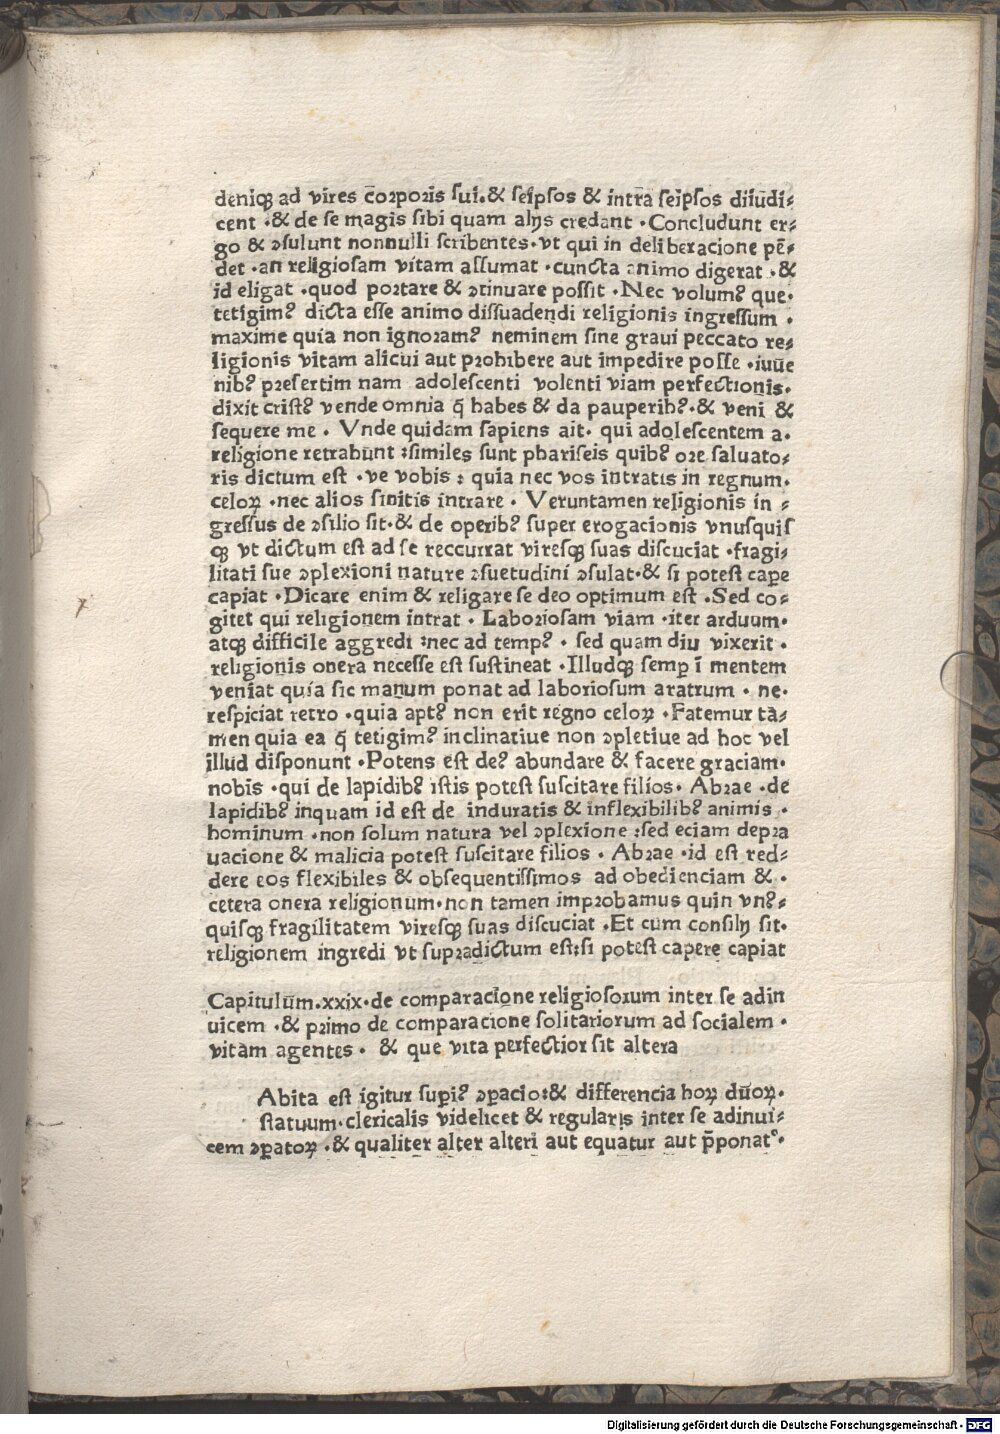 deniqꝫ ad vires c̄orporis sui.& seipsos & intra̅ seipsos diiu̅di⸗
cent .& de se magis sibi quam alijs credant .Concludunt er⸗
go & ꝯsulunt nonnulli scribentes.vt qui in deliberacione pe̅⸗
det .an religiosam vitam assumat .cuncta animo digerat .&
id eligat .quod portare & ꝯtinuare possit .Nec volumꝰ que.
tetigimꝰ dicta esse animo dissuadendi religionis ingressum .
maxime quia non ignoramꝰ neminem sine graui peccato re⸗
ligionis vitam alicui aut prohibere aut impedire posse .iuue̅
nibꝰ presertim nam adolescenti volenti viam perfectionis.
dixit cristꝰ vende omnia q̄ habes & da pauperibꝰ.& veni &
sequere me . Vnde quidam sapiens ait. qui adolescentem a.
religione retrabunt :similes sunt phariseis quibꝰ ore saluato⸗
ris dictum est .ve vobis : quia nec vos intratis in regnum.
celoꝝ .nec alios sinitis intrare . Veruntamen religionis in ⸗
gressus de ꝯsilio sit.& de operibꝰ super erogacionis vnusquis
qꝫ vt dictum est ad se reccurrat viresqꝫ suas discuciat .fragi⸗
litati sue ꝯplexioni nature ꝯsuetudini ꝯsulat.& si potest cape
capiat .Dicare enim & religare se deo optimum est .Sed co⸗
gitet qui religionem intrat . Laboriosam viam .iter arduum.
atqꝫ difficile aggredi :nec ad tempꝰ . sed quam diu vixerit .
religionis onera necesse est sustineat .Illudqꝫ semp ī mentem
veniat quia sic manum ponat ad laboriosum aratrum . ne.
respiciat retro .quia aptꝰ non erit regno celoꝝ .Fatemur ta̅⸗
men quia ea q̄ tetigimꝰ inclinatiue non ꝯpletiue ad hoc vel
illud disponunt .Potens est deꝰ abundare & facere graciam.
nobis .qui de lapidibꝰ istis potest suscitare filios . Abrae .de
lapidibꝰ inquam id est de induratis & inflexibilibꝰ animis .
hominum .non solum natura vel ꝯplexione :sed eciam depra
uacione & malicia potest suscitare filios . Abrae .id est red⸗
dere eos flexibiles & obsequentissimos ad obedienciam & .
cetera onera religionum.non tamen improbamus quin vnꝰ⸗
quisqꝫ fragilitatem viresqꝫ suas discuciat .Et cum consilij sit.
religionem ingredi vt supradictum est:si potest capere capiat
Capitulu̅m.xxix.de comparacione religiosorum inter se adin
uicem .& primo de comparacione solitariorum ad socialem .
vitam agentes . & que vita perfectior sit altera
Abita est igitur supiꝰ ꝯpacio:& differencia hoꝝ du̅oꝝ.
statuum.clericalis videlicet & regularis inter se adinui⸗
cem ꝯpatoꝝ .& qualiter alter alteri aut equatur aut p̄ponatᷣ.
Digitalisierung gefördert durch die Deutsche Forschungsgemeinschaft - DFG